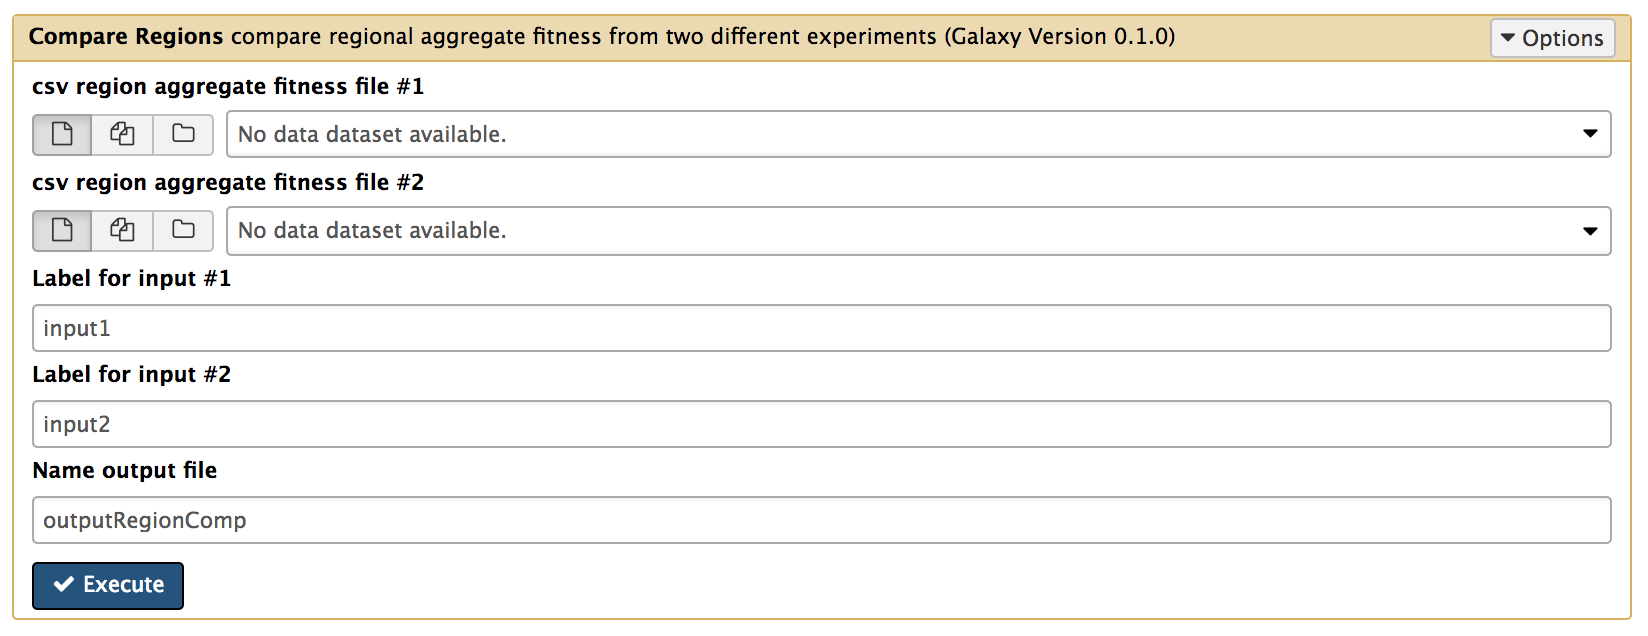 Compare Regions compare regional aggregate fitness from two different experiments (Galaxy Version 0.1.0) Options
csv region aggregate fitness file #1
No data dataset available.
csv region aggregate fitness file #2
No data dataset available.
Label for input #1
input1
Label for input #2
input2
Name output file
outputRegionComp
Execute